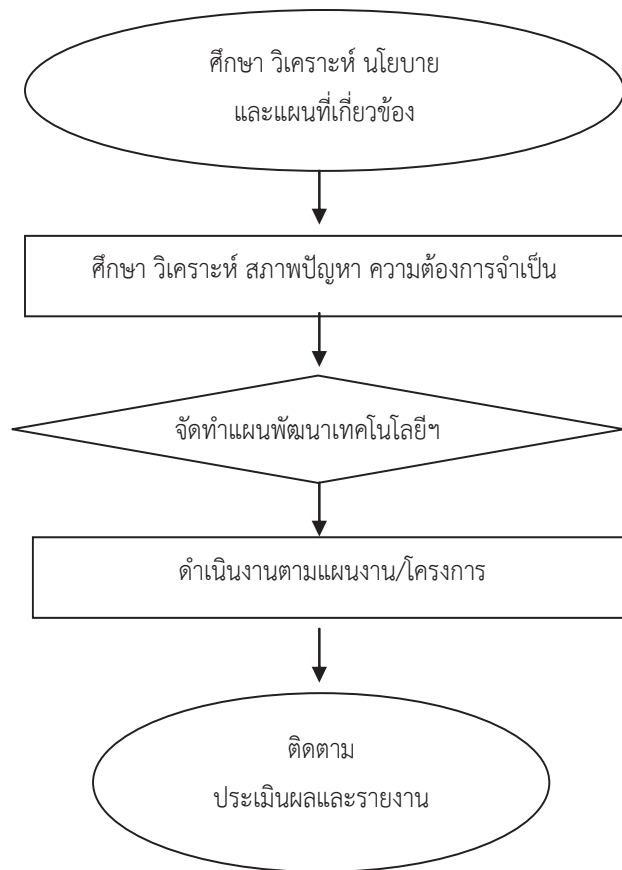 ศึกษา วิเคราะห์ นโยบาย
และแผนที่เกี่ยวข้อง
ศึกษา วิเคราะห์ สภาพปัญหา ความต้องการจำเป็น
จัดทำแผนพัฒนาเทคโนโลยีฯ
ดำเนินงานตามแผนงาน/โครงการ
ติดตาม
ประเมินผลและรายงาน